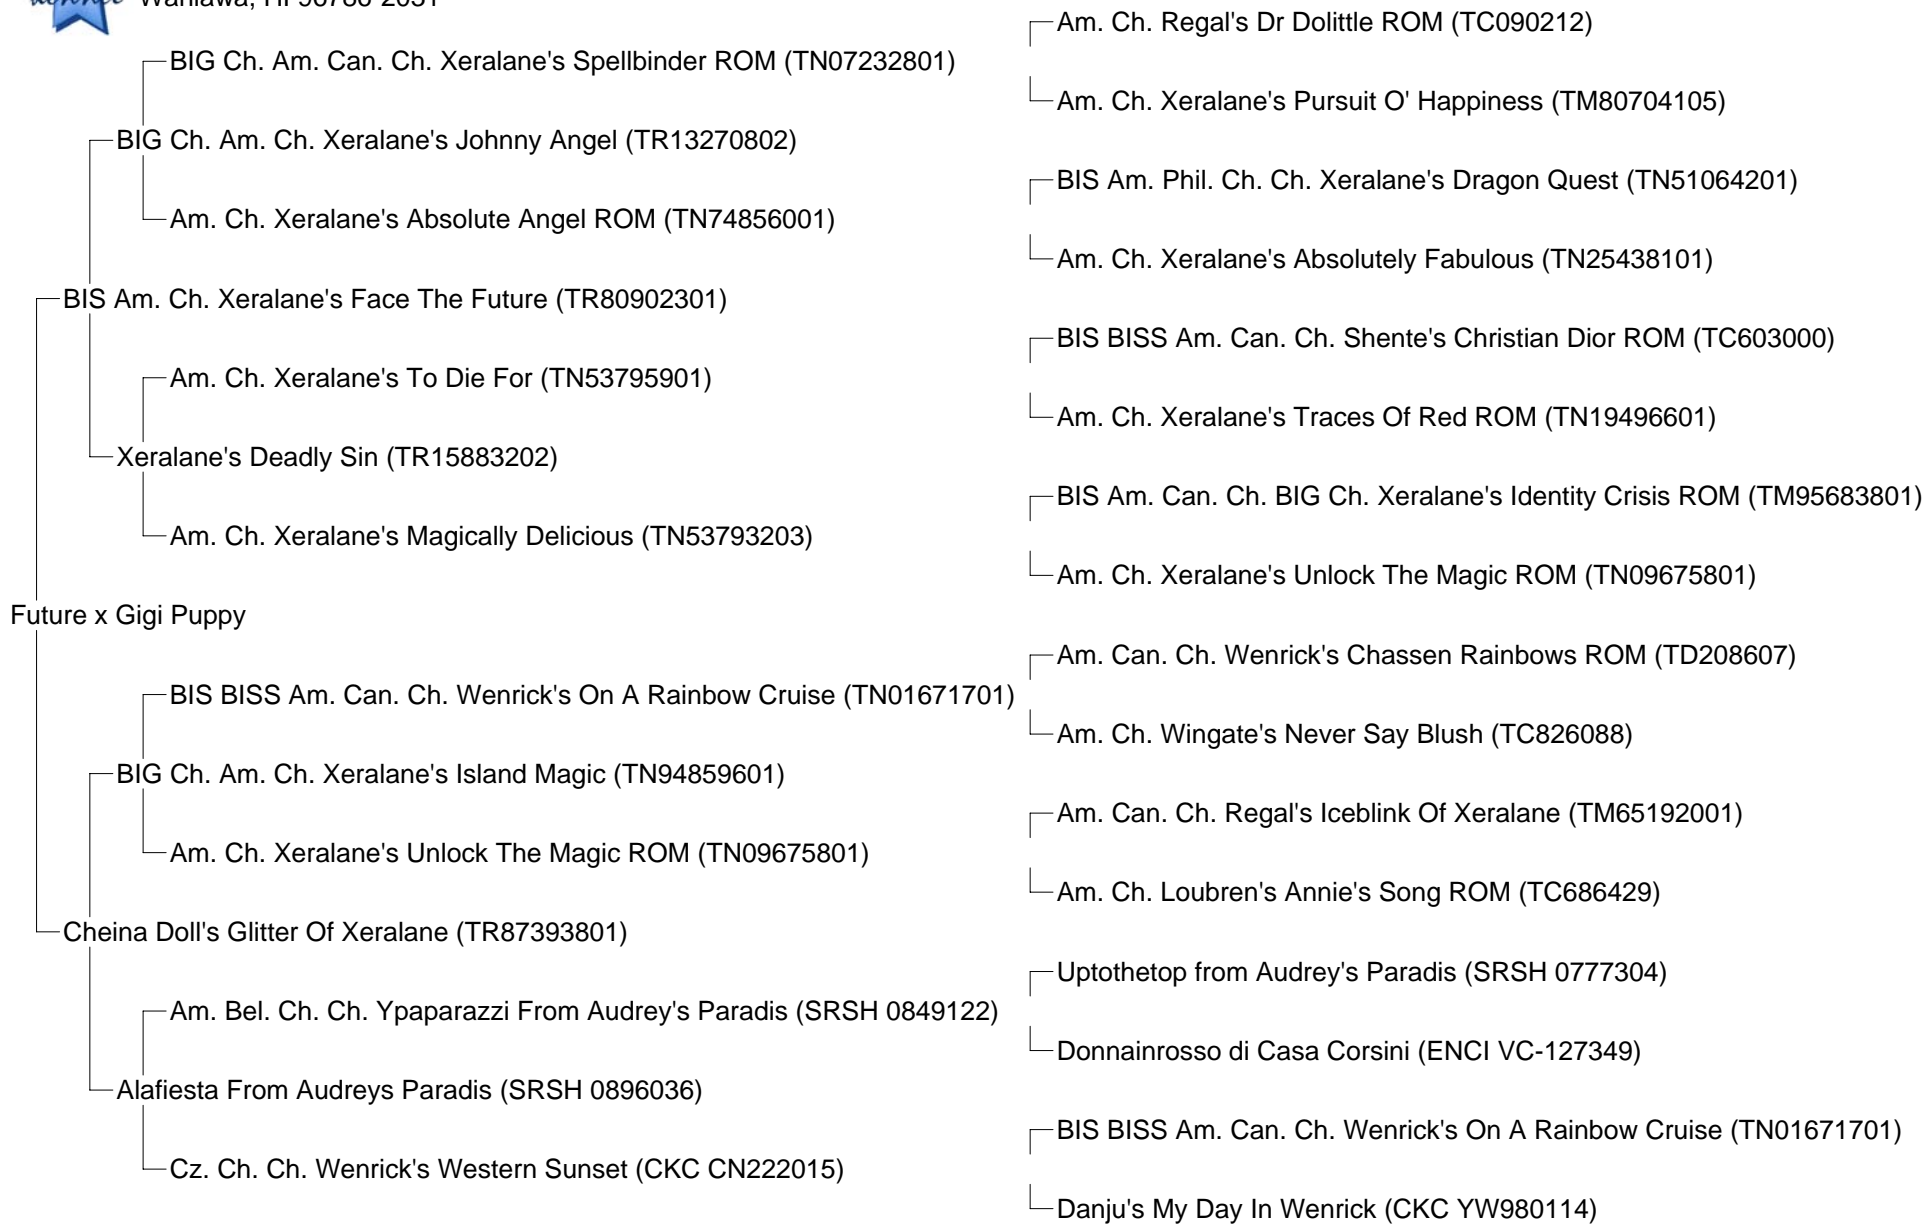 Wahiawa, HI 96786-2031
Am. Ch. Regal's Dr Dolittle ROM (TC090212)
BIG Ch. Am. Can. Ch. Xeralane's Spellbinder ROM (TN07232801)
Am. Ch. Xeralane's Pursuit O' Happiness (TM80704105)
BIG Ch. Am. Ch. Xeralane's Johnny Angel (TR13270802)
BIS Am. Phil. Ch. Ch. Xeralane's Dragon Quest (TN51064201)
Am. Ch. Xeralane's Absolute Angel ROM (TN74856001)
Am. Ch. Xeralane's Absolutely Fabulous (TN25438101)
BIS Am. Ch. Xeralane's Face The Future (TR80902301)
BIS BISS Am. Can. Ch. Shente's Christian Dior ROM (TC603000)
Am. Ch. Xeralane's To Die For (TN53795901)
Am. Ch. Xeralane's Traces Of Red ROM (TN19496601)
Xeralane's Deadly Sin (TR15883202)
BIS Am. Can. Ch. BIG Ch. Xeralane's Identity Crisis ROM (TM95683801)
Am. Ch. Xeralane's Magically Delicious (TN53793203)
Am. Ch. Xeralane's Unlock The Magic ROM (TN09675801)
Future x Gigi Puppy
Am. Can. Ch. Wenrick's Chassen Rainbows ROM (TD208607)
BIS BISS Am. Can. Ch. Wenrick's On A Rainbow Cruise (TN01671701)
Am. Ch. Wingate's Never Say Blush (TC826088)
BIG Ch. Am. Ch. Xeralane's Island Magic (TN94859601)
Am. Can. Ch. Regal's Iceblink Of Xeralane (TM65192001)
Am. Ch. Xeralane's Unlock The Magic ROM (TN09675801)
Am. Ch. Loubren's Annie's Song ROM (TC686429)
Cheina Doll's Glitter Of Xeralane (TR87393801)
Uptothetop from Audrey's Paradis (SRSH 0777304)
Am. Bel. Ch. Ch. Ypaparazzi From Audrey's Paradis (SRSH 0849122)
Donnainrosso di Casa Corsini (ENCI VC-127349)
Alafiesta From Audreys Paradis (SRSH 0896036)
BIS BISS Am. Can. Ch. Wenrick's On A Rainbow Cruise (TN01671701)
Cz. Ch. Ch. Wenrick's Western Sunset (CKC CN222015)
Danju's My Day In Wenrick (CKC YW980114)